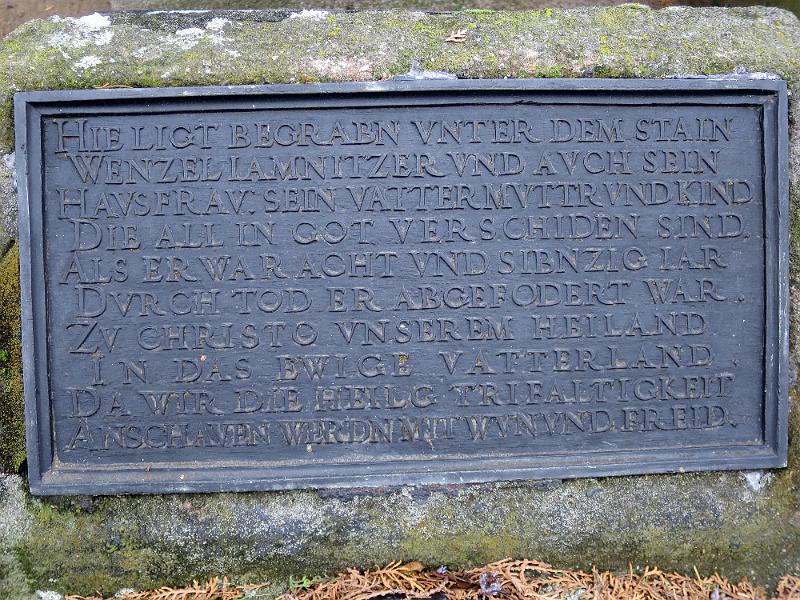 HIE LIGT BEGRABN VNTER DEM STAIN
WENZEL IAMNITZER VND AVCH SEIN
HAVSFRAV. SEIN VATTER MVTTR VND KIND
DIE ALL IN GOT VERSCHIDEN SIND.
ALS ER WAR ACHT VND SIBNZIG IAR
DVRCH TOD ER ABGEFODERT WAR.
ZV CHRISTO VNSEREM HEILAND
IN DAS EWIGE VATTERLAND.
DA WIR DIE HEILG TRIFALTIGKEIT
ANSCHAVEN WERDN MIT WVN VND FREID.